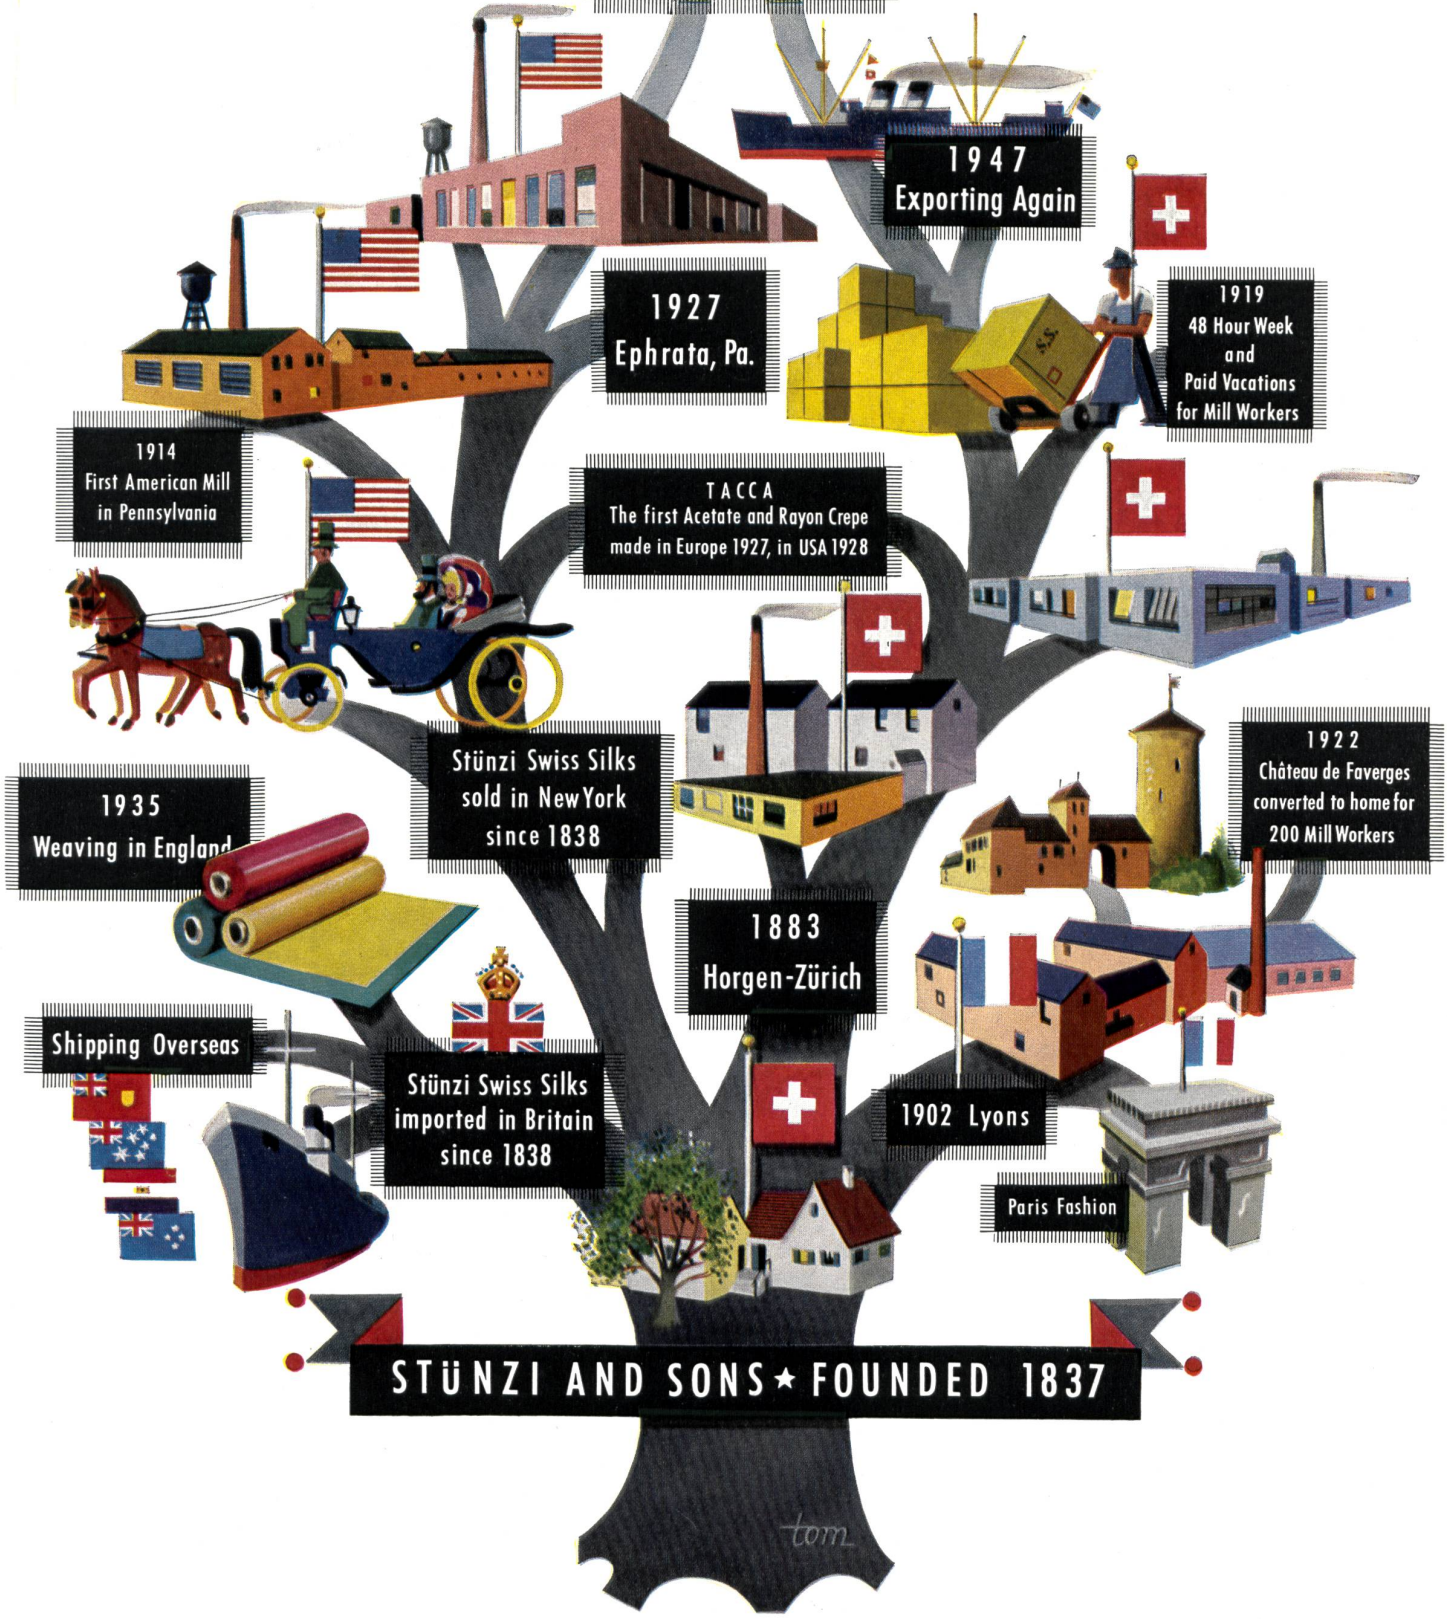 1947
Exporting Again
1927
Ephrata, Pa.
S.S.
1919
48 Hour Week
and
Paid Vacations
for Mill Workers
1914
First American Mill
in Pennsylvania
TACCA
The first Acetate and Rayon Crepe
made in Europe 1927, in USA 1928
Stünzi Swiss Silks
sold in New York
since 1838
1922
Château de Faverges
converted to home for
200 Mill Workers
1935
Weaving in England
1883
Horgen-Zürich
Shipping Overseas
Stünzi Swiss Silks
imported in Britain
since 1838
1902 Lyons
Paris Fashion
STÜNZI AND SONS ★ FOUNDED 1837
tom